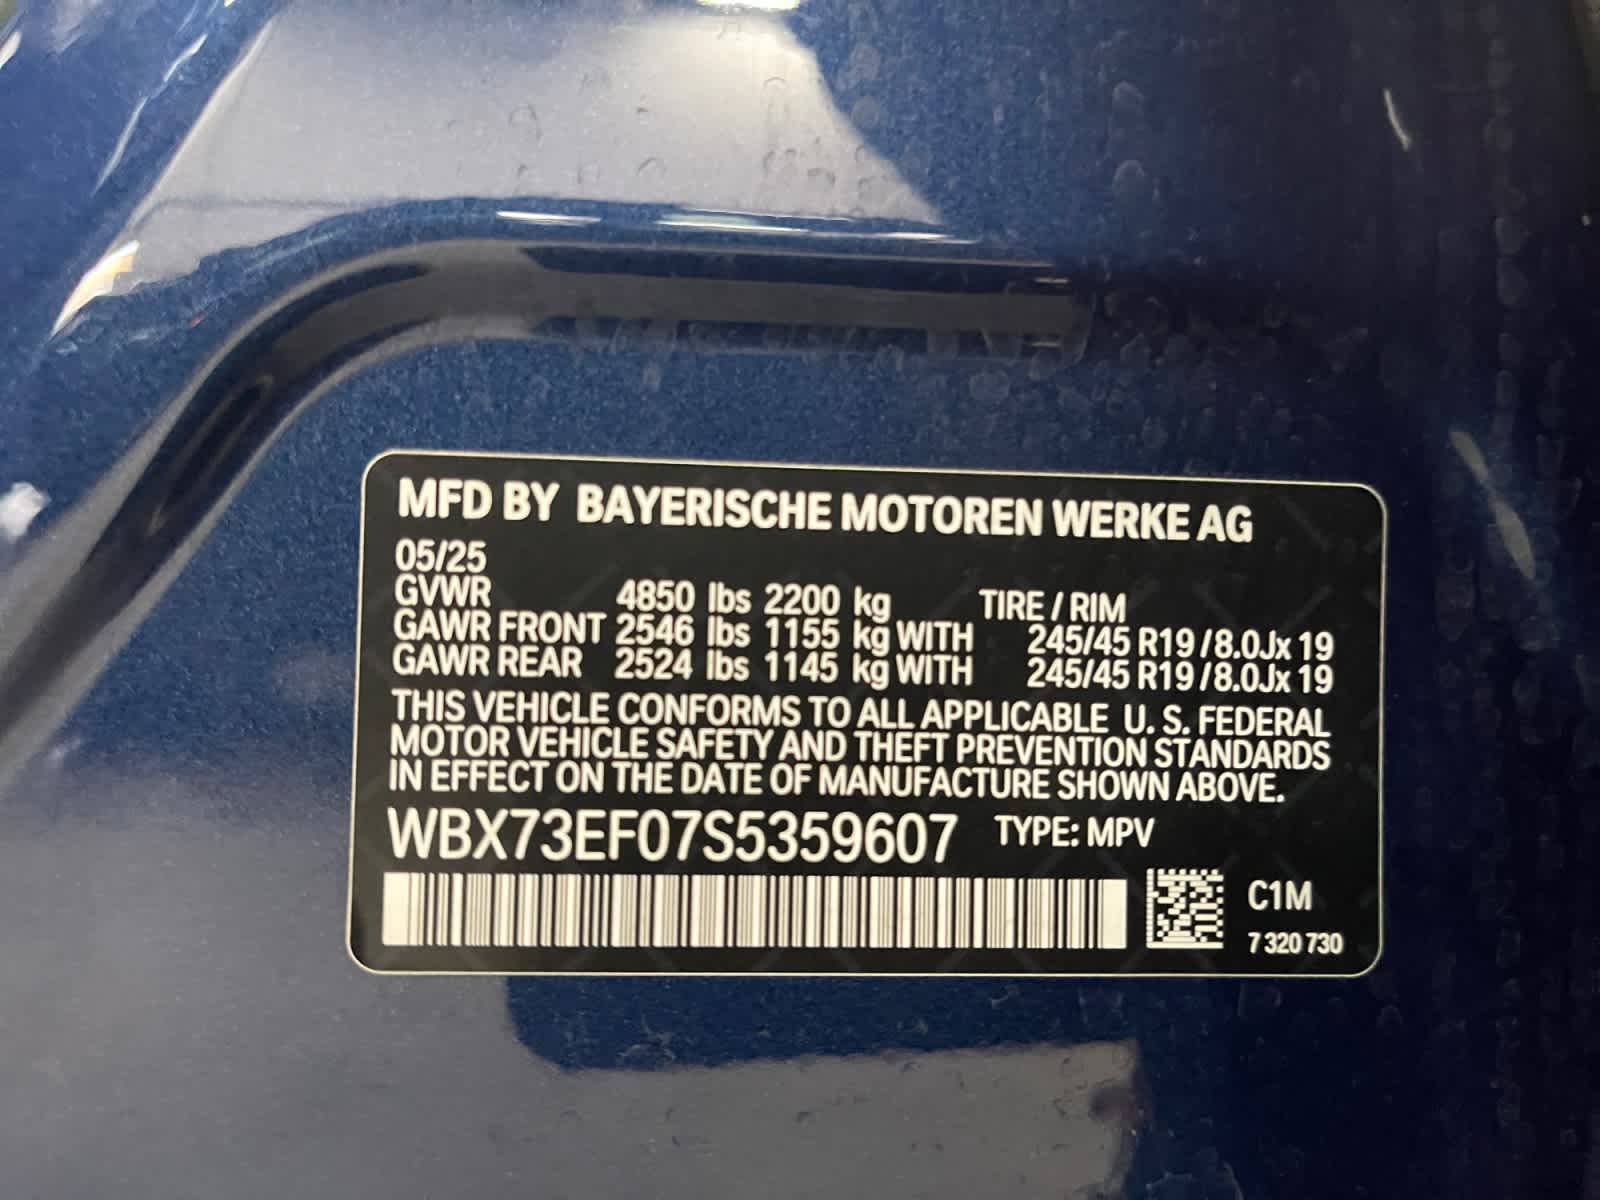 MFD BY BAYERISCHE MOTOREN WERKE AG
05/25
GVWR 4850 lbs 2200 kg TIRE / RIM
GAWR FRONT 2546 lbs 1155 kg WITH 245/45 R19 / 8.0Jx 19
GAWR REAR 2524 lbs 1145 kg WITH 245/45 R19 / 8.0Jx 19
THIS VEHICLE CONFORMS TO ALL APPLICABLE U. S. FEDERAL
MOTOR VEHICLE SAFETY AND THEFT PREVENTION STANDARDS
IN EFFECT ON THE DATE OF MANUFACTURE SHOWN ABOVE.
WBX73EF07S5359607 TYPE: MPV
C1M
7 320 730